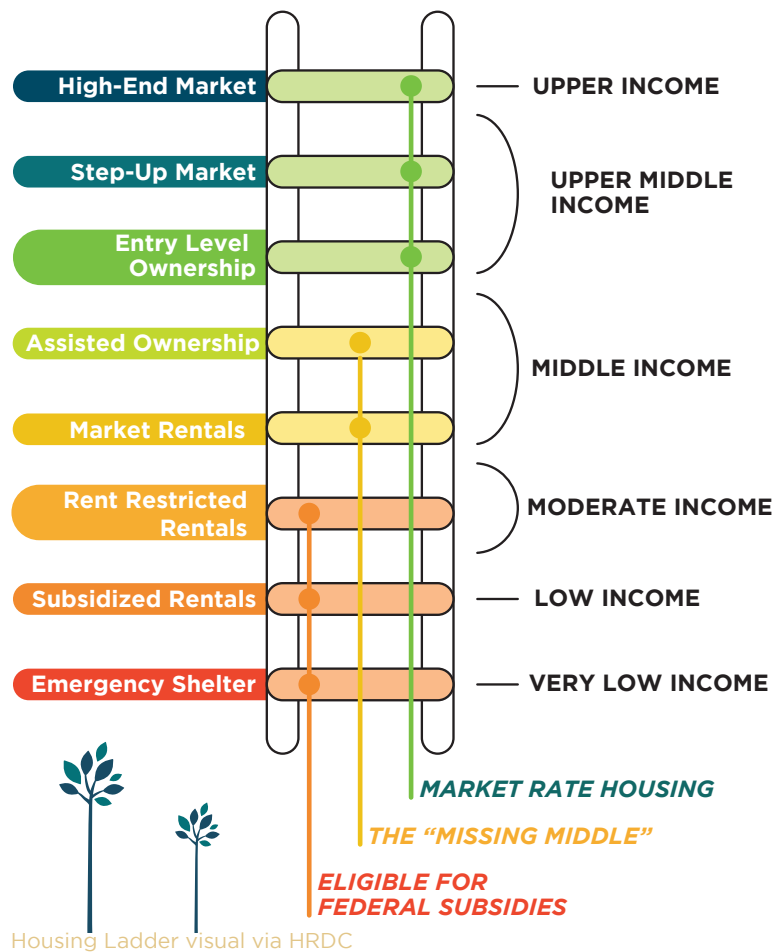 High-End Market
UPPER INCOME
Step-Up Market
UPPER MIDDLE
INCOME
Entry Level
Ownership
Assisted Ownership
MIDDLE INCOME
Market Rentals
Rent Restricted
Rentals
MODERATE INCOME
Subsidized Rentals
LOW INCOME
Emergency Shelter
VERY LOW INCOME
MARKET RATE HOUSING
THE “MISSING MIDDLE”
ELIGIBLE FOR
FEDERAL SUBSIDIES
Housing Ladder visual via HRDC